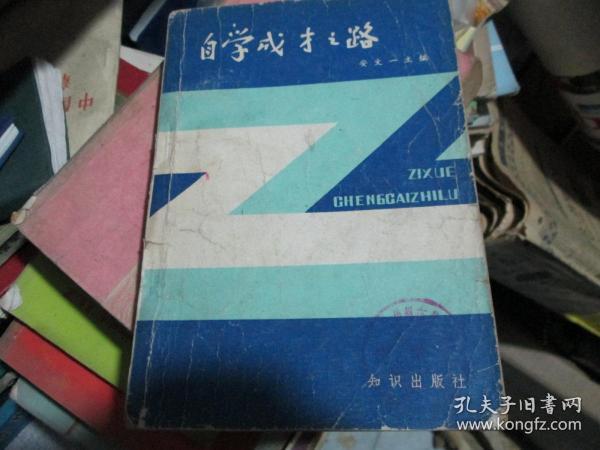 自学成才之路
安文一主编
ZIXUE
CHENGCAIZHILU
知识出版社
孔夫子旧书网
www.kongfz.com